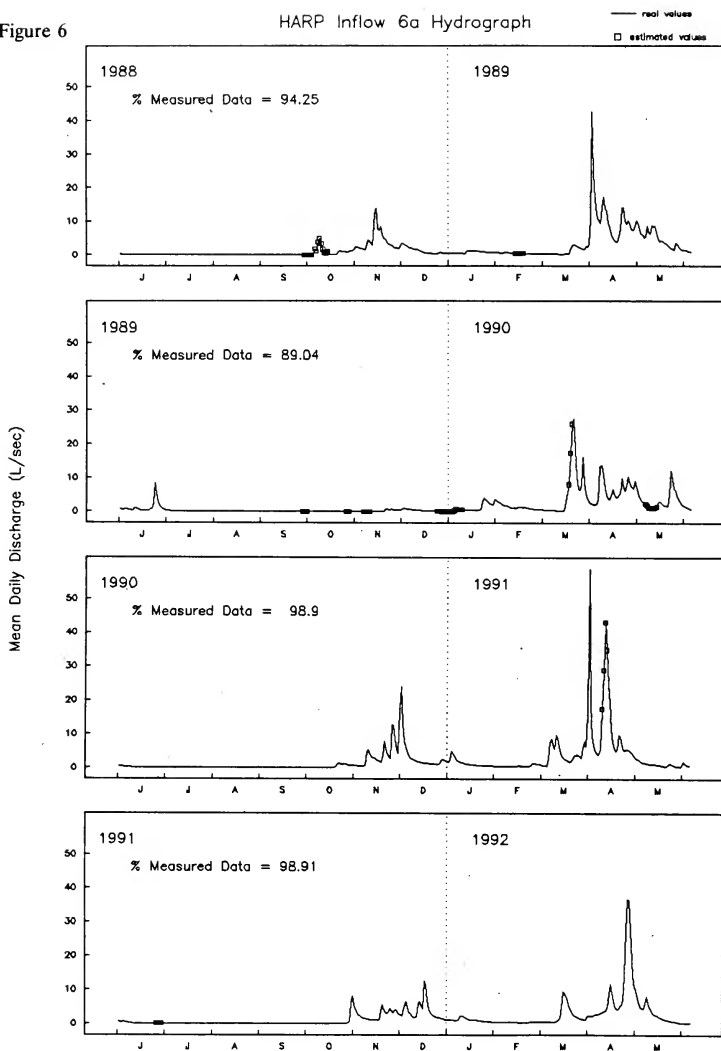 Figure 6
HARP Inflow 6a Hydrograph
real values
estimated values
Mean Daily Discharge (L/sec)
1988
1989
% Measured Data = 94.25
50
40
30
20
10
0
J J A S O N D J F M A M
1989
1990
% Measured Data = 89.04
50
40
30
20
10
0
J J A S O N D J F M A M
1990
1991
% Measured Data = 98.9
50
40
30
20
10
0
J J A S O N D J F M A M
1991
1992
% Measured Data = 98.91
50
40
30
20
10
0
J J A S O N D J F M A M